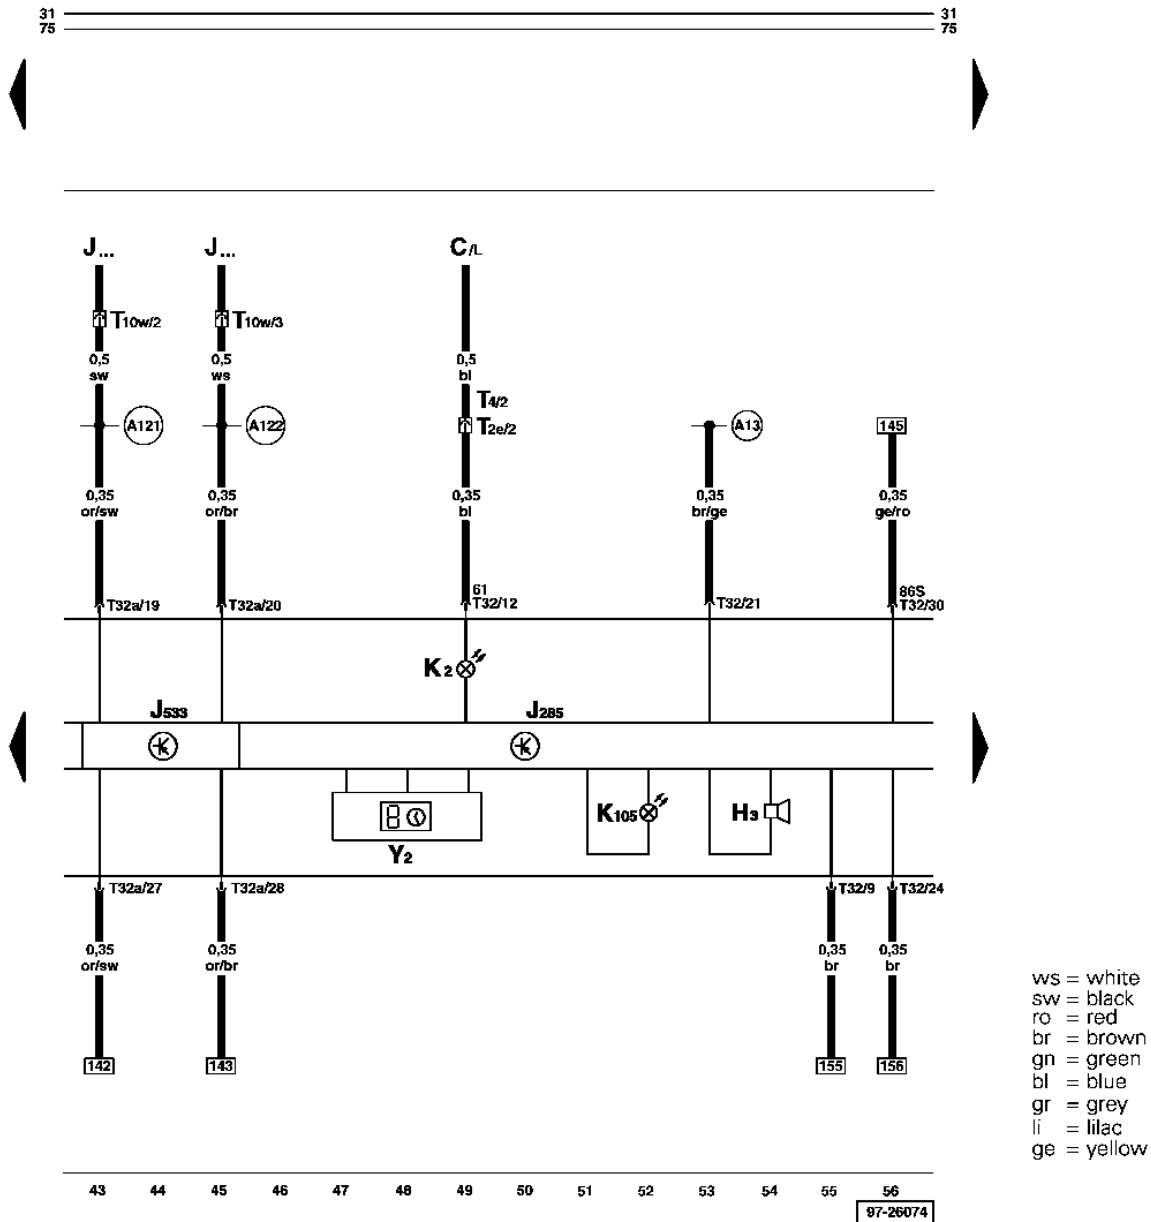 31 31
75 75
J... J... C/L
T10w/2 T10w/3
0,5 0,5 0,5
sw ws bl
T4/2
A121 A122 T2e/2 A13 145
0,35 0,35 0,35 0,35 0,35
or/sw or/br bl br/ge ge/ro
61 86S
T32a/19 T32a/20 T32/12 T32/21 T32/30
K2
J533 J285
K105 H3
Y2
T32a/27 T32a/28 T32/9 T32/24
0,35 0,35 0,35 0,35
or/sw or/br br br
142 143 155 156
ws = white
sw = black
ro = red
br = brown
gn = green
bl = blue
gr = grey
li = lilac
ge = yellow
43 44 45 46 47 48 49 50 51 52 53 54 55 56
97-26074